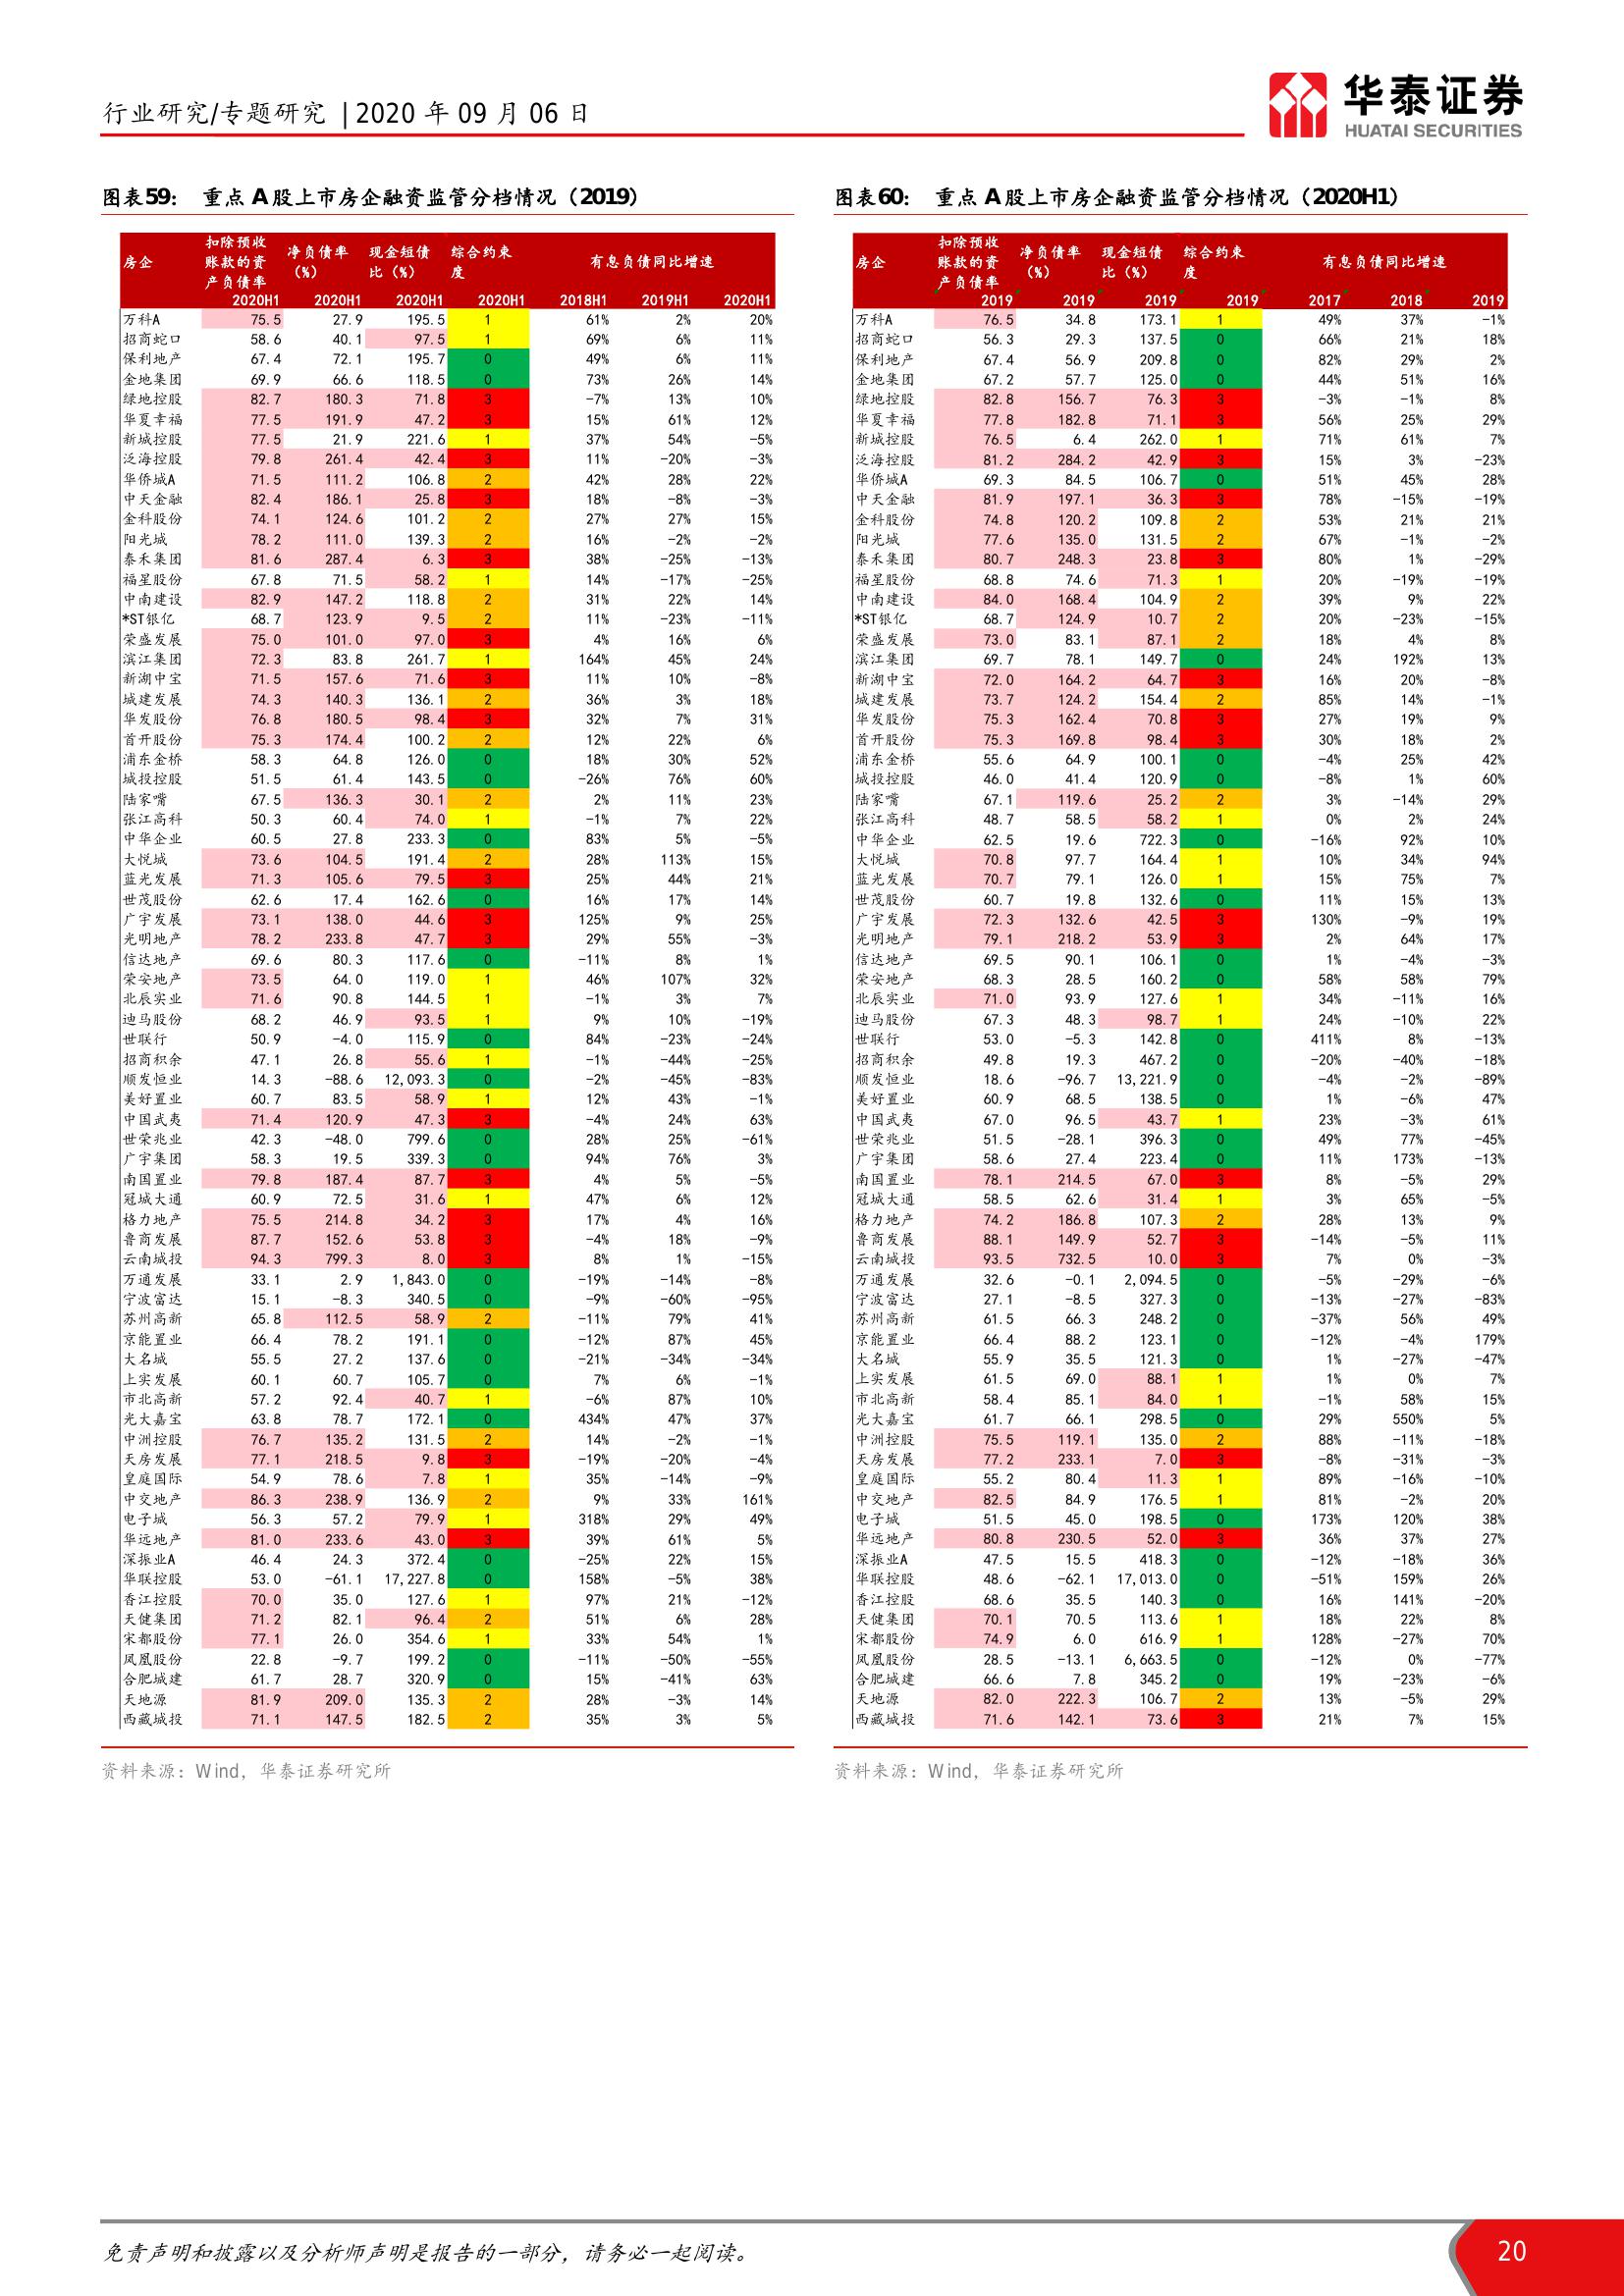 行业研究/专题研究 | 2020 年 09 月 06 日
华泰证券
HUATAI SECURITIES
图表59: 重点 A 股上市房企融资监管分档情况（2019）
房企 扣除预收账款的资产负债率 净负债率（%） 现金短债比（%） 综合约束度 有息负债同比增速
2020H1 2020H1 2020H1 2020H1 2018H1 2019H1 2020H1
万科A 75.5 27.9 195.5 1 61% 2% 20%
招商蛇口 58.6 40.1 97.5 1 69% 6% 11%
保利地产 67.4 72.1 195.7 0 49% 6% 11%
金地集团 69.9 66.6 118.5 0 73% 26% 14%
绿地控股 82.7 180.3 71.8 3 -7% 13% 10%
华夏幸福 77.5 191.9 47.2 3 15% 61% 12%
新城控股 77.5 21.9 221.6 1 37% 54% -5%
泛海控股 79.8 261.4 42.4 3 11% -20% -3%
华侨城A 71.5 111.2 106.8 2 42% 28% 22%
中天金融 82.4 186.1 25.8 3 18% -8% -3%
金科股份 74.1 124.6 101.2 2 27% 27% 15%
阳光城 78.2 111.0 139.3 2 16% -2% -2%
泰禾集团 81.6 287.4 6.3 3 38% -25% -13%
福星股份 67.8 71.5 58.2 1 14% -17% -25%
中南建设 82.9 147.2 118.8 2 31% 22% 14%
*ST银亿 68.7 123.9 9.5 2 11% -23% -11%
荣盛发展 75.0 101.0 97.0 3 4% 16% 6%
滨江集团 72.3 83.8 261.7 1 164% 45% 24%
新湖中宝 71.5 157.6 71.6 3 11% 10% -8%
城建发展 74.3 140.3 136.1 2 36% 3% 18%
华发股份 76.8 180.5 98.4 3 32% 7% 31%
首开股份 75.3 174.4 100.2 2 12% 22% 6%
浦东金桥 58.3 64.8 126.0 0 18% 30% 52%
城投控股 51.5 61.4 143.5 0 -26% 76% 60%
陆家嘴 67.5 136.3 30.1 2 2% 11% 23%
张江高科 50.3 60.4 74.0 1 -1% 7% 22%
中华企业 60.5 27.8 233.3 0 83% 5% -5%
大悦城 73.6 104.5 191.4 2 28% 113% 15%
蓝光发展 71.3 105.6 79.5 3 25% 44% 21%
世茂股份 62.6 17.4 162.6 0 16% 17% 14%
广宇发展 73.1 138.0 44.6 3 125% 9% 25%
光明地产 78.2 233.8 47.7 3 29% 55% -3%
信达地产 69.6 80.3 117.6 0 -11% 8% 1%
荣安地产 73.5 64.0 119.0 1 46% 107% 32%
北辰实业 71.6 90.8 144.5 1 -1% 3% 7%
迪马股份 68.2 46.9 93.5 1 9% 10% -19%
世联行 50.9 -4.0 115.9 0 84% -23% -24%
招商积余 47.1 26.8 55.6 1 -1% -44% -25%
顺发恒业 14.3 -88.6 12,093.3 0 -2% -45% -83%
美好置业 60.7 83.5 58.9 1 12% 43% -1%
中国武夷 71.4 120.9 47.3 3 -4% 24% 63%
世荣兆业 42.3 -48.0 799.6 0 28% 25% -61%
广宇集团 58.3 19.5 339.3 0 94% 76% 3%
南国置业 79.8 187.4 87.7 3 4% 5% -5%
冠城大通 60.9 72.5 31.6 1 47% 6% 12%
格力地产 75.5 214.8 34.2 3 17% 4% 16%
鲁商发展 87.7 152.6 53.8 3 -4% 18% -9%
云南城投 94.3 799.3 8.0 3 8% 1% -15%
万通发展 33.1 2.9 1,843.0 0 -19% -14% -8%
宁波富达 15.1 -8.3 340.5 0 -9% -60% -95%
苏州高新 65.8 112.5 58.9 2 -11% 79% 41%
京能置业 66.4 78.2 191.1 0 -12% 87% 45%
大名城 55.5 27.2 137.6 0 -21% -34% -34%
上实发展 60.1 60.7 105.7 0 7% 6% -1%
市北高新 57.2 92.4 40.7 1 -6% 87% 10%
光大嘉宝 63.8 78.7 172.1 0 434% 47% 37%
中洲控股 76.7 135.2 131.5 2 14% -2% -1%
天房发展 77.1 218.5 9.8 3 -19% -20% -4%
皇庭国际 54.9 78.6 7.8 1 35% -14% -9%
中交地产 86.3 238.9 136.9 2 9% 33% 161%
电子城 56.3 57.2 79.9 1 318% 29% 49%
华远地产 81.0 233.6 43.0 3 39% 61% 5%
深振业A 46.4 24.3 372.4 0 -25% 22% 15%
华联控股 53.0 -61.1 17,227.8 0 158% -5% 38%
香江控股 70.0 35.0 127.6 1 97% 21% -12%
天健集团 71.2 82.1 96.4 2 51% 6% 28%
宋都股份 77.1 26.0 354.6 1 33% 54% 1%
凤凰股份 22.8 -9.7 199.2 0 -11% -50% -55%
合肥城建 61.7 28.7 320.9 0 15% -41% 63%
天地源 81.9 209.0 135.3 2 28% -3% 14%
西藏城投 71.1 147.5 182.5 2 35% 3% 5%
资料来源：Wind，华泰证券研究所
图表60: 重点 A 股上市房企融资监管分档情况（2020H1）
房企 扣除预收账款的资产负债率 净负债率（%） 现金短债比（%） 综合约束度 有息负债同比增速
2019 2019 2019 2019 2017 2018 2019
万科A 76.5 34.8 173.1 1 49% 37% -1%
招商蛇口 56.3 29.3 137.5 0 66% 21% 18%
保利地产 67.4 56.9 209.8 0 82% 29% 2%
金地集团 67.2 57.7 125.0 0 44% 51% 16%
绿地控股 82.8 156.7 76.3 3 -3% -1% 8%
华夏幸福 77.8 182.8 71.1 3 56% 25% 29%
新城控股 76.5 6.4 262.0 1 71% 61% 7%
泛海控股 81.2 284.2 42.9 3 15% 3% -23%
华侨城A 69.3 84.5 106.7 0 51% 45% 28%
中天金融 81.9 197.1 36.3 3 78% -15% -19%
金科股份 74.8 120.2 109.8 2 53% 21% 21%
阳光城 77.6 135.0 131.5 2 67% -1% -2%
泰禾集团 80.7 248.3 23.8 3 80% 1% -29%
福星股份 68.8 74.6 71.3 1 20% -19% -19%
中南建设 84.0 168.4 104.9 2 39% 9% 22%
*ST银亿 68.7 124.9 10.7 2 20% -23% -15%
荣盛发展 73.0 83.1 87.1 2 18% 4% 8%
滨江集团 69.7 78.1 149.7 0 24% 192% 13%
新湖中宝 72.0 164.2 64.7 3 16% 20% -8%
城建发展 73.7 124.2 154.4 2 85% 14% -1%
华发股份 75.3 162.4 70.8 3 27% 19% 9%
首开股份 75.3 169.8 98.4 3 30% 18% 2%
浦东金桥 55.6 64.9 100.1 0 -4% 25% 42%
城投控股 46.0 41.4 120.9 0 -8% 1% 60%
陆家嘴 67.1 119.6 25.2 2 3% -14% 29%
张江高科 48.7 58.5 58.2 1 0% 2% 24%
中华企业 62.5 19.6 722.3 0 -16% 92% 10%
大悦城 70.8 97.7 164.4 1 10% 34% 94%
蓝光发展 70.7 79.1 126.0 1 15% 75% 7%
世茂股份 60.7 19.8 132.6 0 11% 15% 13%
广宇发展 72.3 132.6 42.5 3 130% -9% 19%
光明地产 79.1 218.2 53.9 3 2% 64% 17%
信达地产 69.5 90.1 106.1 0 1% -4% -3%
荣安地产 68.3 28.5 160.2 0 58% 58% 79%
北辰实业 71.0 93.9 127.6 1 34% -11% 16%
迪马股份 67.3 48.3 98.7 1 24% -10% 22%
世联行 53.0 -5.3 142.8 0 411% 8% -13%
招商积余 49.8 19.3 467.2 0 -20% -40% -18%
顺发恒业 18.6 -96.7 13,221.9 0 -4% -2% -89%
美好置业 60.9 68.5 138.5 0 1% -6% 47%
中国武夷 67.0 96.5 43.7 1 23% -3% 61%
世荣兆业 51.5 -28.1 396.3 0 49% 77% -45%
广宇集团 58.6 27.4 223.4 0 11% 173% -13%
南国置业 78.1 214.5 67.0 3 8% -5% 29%
冠城大通 58.5 62.6 31.4 1 3% 65% -5%
格力地产 74.2 186.8 107.3 2 28% 13% 9%
鲁商发展 88.1 149.9 52.7 3 -14% -5% 11%
云南城投 93.5 732.5 10.0 3 7% 0% -3%
万通发展 32.6 -0.1 2,094.5 0 -5% -29% -6%
宁波富达 27.1 -8.5 327.3 0 -13% -27% -83%
苏州高新 61.5 66.3 248.2 0 -37% 56% 49%
京能置业 66.4 88.2 123.1 0 -12% -4% 179%
大名城 55.9 35.5 121.3 0 1% -27% -47%
上实发展 61.5 69.0 88.1 1 1% 0% 7%
市北高新 58.4 85.1 84.0 1 -1% 58% 15%
光大嘉宝 61.7 66.1 298.5 0 29% 550% 5%
中洲控股 75.5 119.1 135.0 2 88% -11% -18%
天房发展 77.2 233.1 7.0 3 -8% -31% -3%
皇庭国际 55.2 80.4 11.3 1 89% -16% -10%
中交地产 82.5 84.9 176.5 1 81% -2% 20%
电子城 51.5 45.0 198.5 0 173% 120% 38%
华远地产 80.8 230.5 52.0 3 36% 37% 27%
深振业A 47.5 15.5 418.3 0 -12% -18% 36%
华联控股 48.6 -62.1 17,013.0 0 -51% 159% 26%
香江控股 68.6 35.5 140.3 0 16% 141% -20%
天健集团 70.1 70.5 113.6 1 18% 22% 8%
宋都股份 74.9 6.0 616.9 1 128% -27% 70%
凤凰股份 28.5 -13.1 6,663.5 0 -12% 0% -77%
合肥城建 66.6 7.8 345.2 0 19% -23% -6%
天地源 82.0 222.3 106.7 2 13% -5% 29%
西藏城投 71.6 142.1 73.6 3 21% 7% 15%
资料来源：Wind，华泰证券研究所
免责声明和披露以及分析师声明是报告的一部分，请务必一起阅读。
20